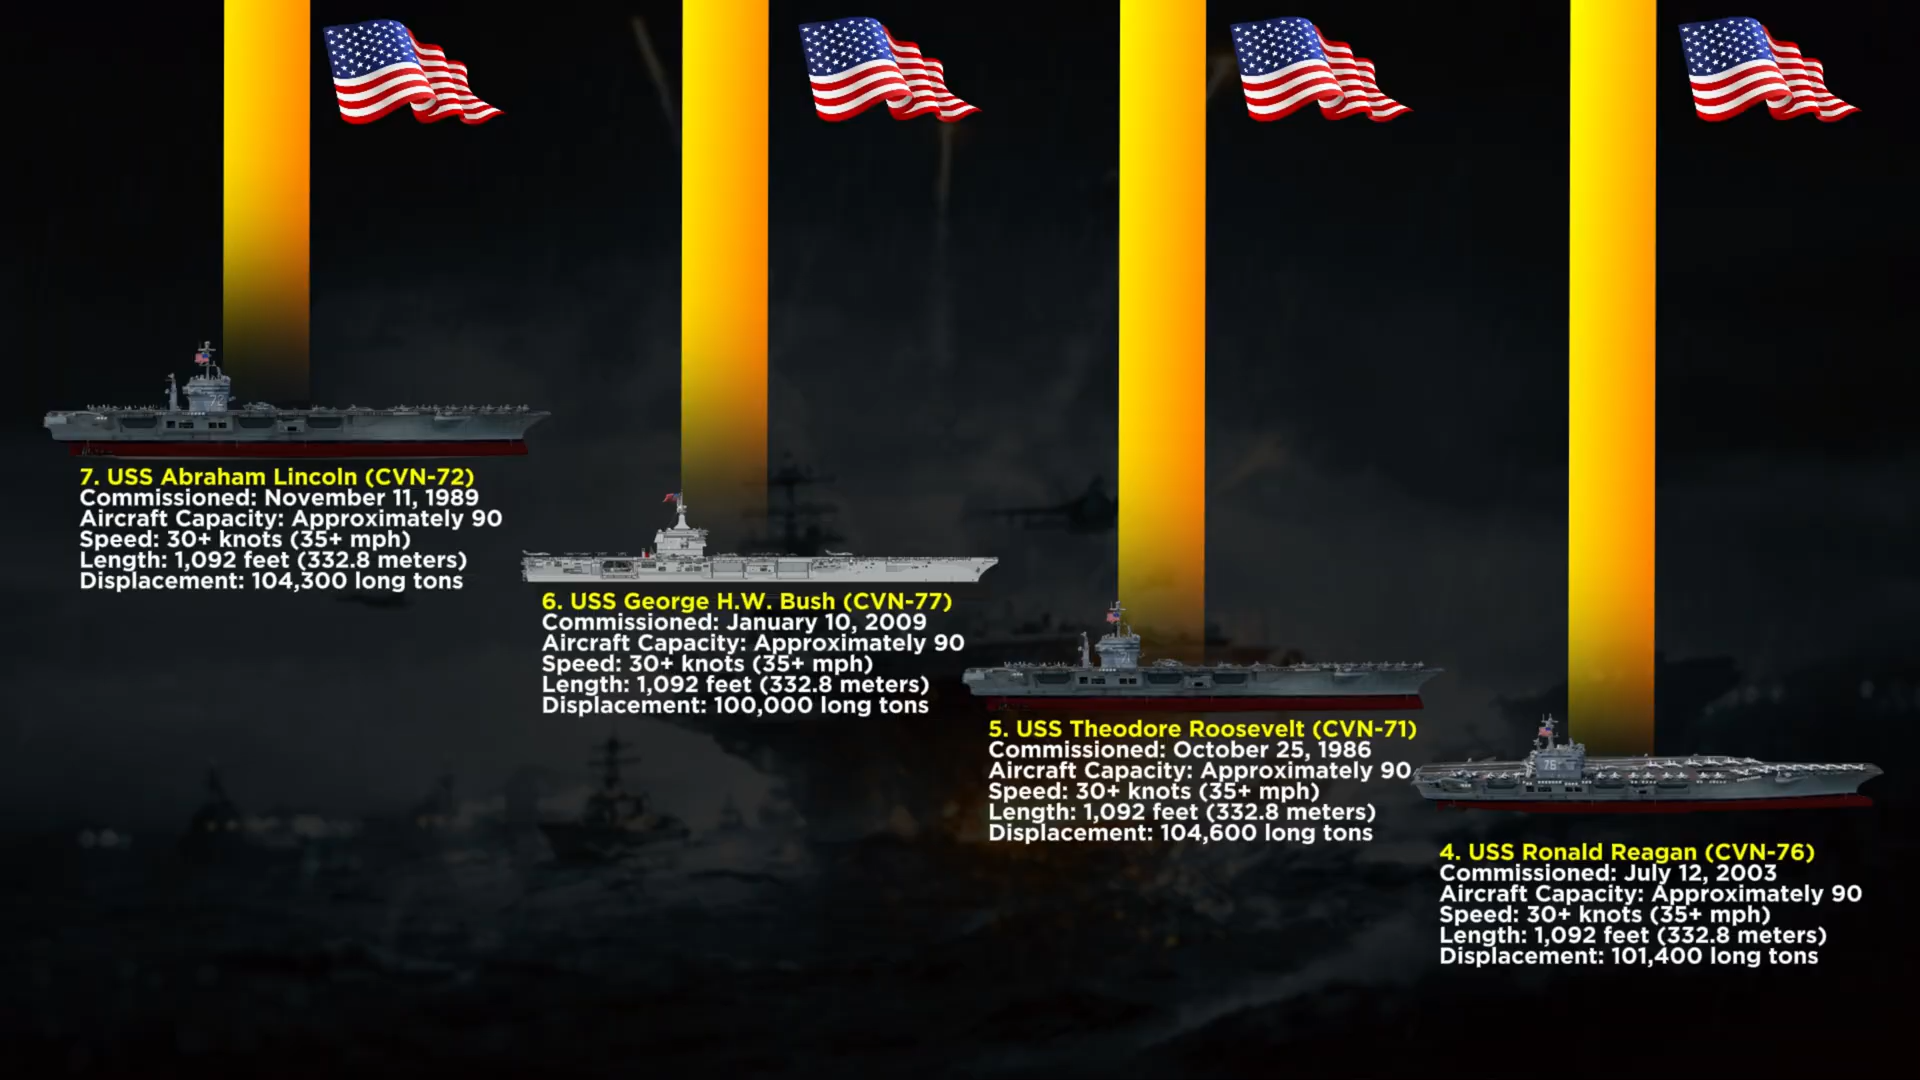 7. USS Abraham Lincoln (CVN-72)
Commissioned: November 11, 1989
Aircraft Capacity: Approximately 90
Speed: 30+ knots (35+ mph)
Length: 1,092 feet (332.8 meters)
Displacement: 104,300 long tons
6. USS George H.W. Bush (CVN-77)
Commissioned: January 10, 2009
Aircraft Capacity: Approximately 90
Speed: 30+ knots (35+ mph)
Length: 1,092 feet (332.8 meters)
Displacement: 100,000 long tons
5. USS Theodore Roosevelt (CVN-71)
Commissioned: October 25, 1986
Aircraft Capacity: Approximately 90
Speed: 30+ knots (35+ mph)
Length: 1,092 feet (332.8 meters)
Displacement: 104,600 long tons
4. USS Ronald Reagan (CVN-76)
Commissioned: July 12, 2003
Aircraft Capacity: Approximately 90
Speed: 30+ knots (35+ mph)
Length: 1,092 feet (332.8 meters)
Displacement: 101,400 long tons
72
71
76